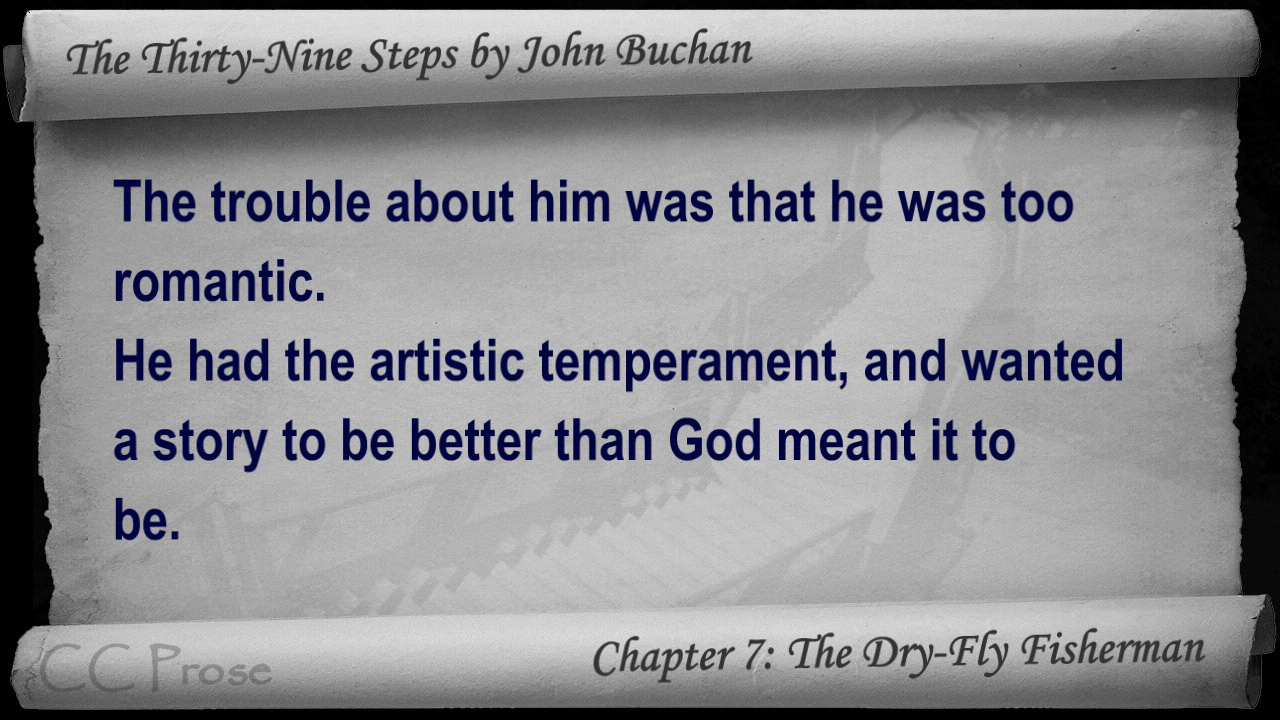 The Thirty-Nine Steps by John Buchan
The trouble about him was that he was too
romantic.
He had the artistic temperament, and wanted
a story to be better than God meant it to
be.
CC Prose
Chapter 7: The Dry-Fly Fisherman